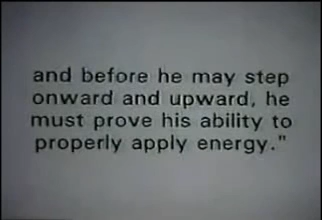 and before he may step
onward and upward, he
must prove his ability to
properly apply energy."